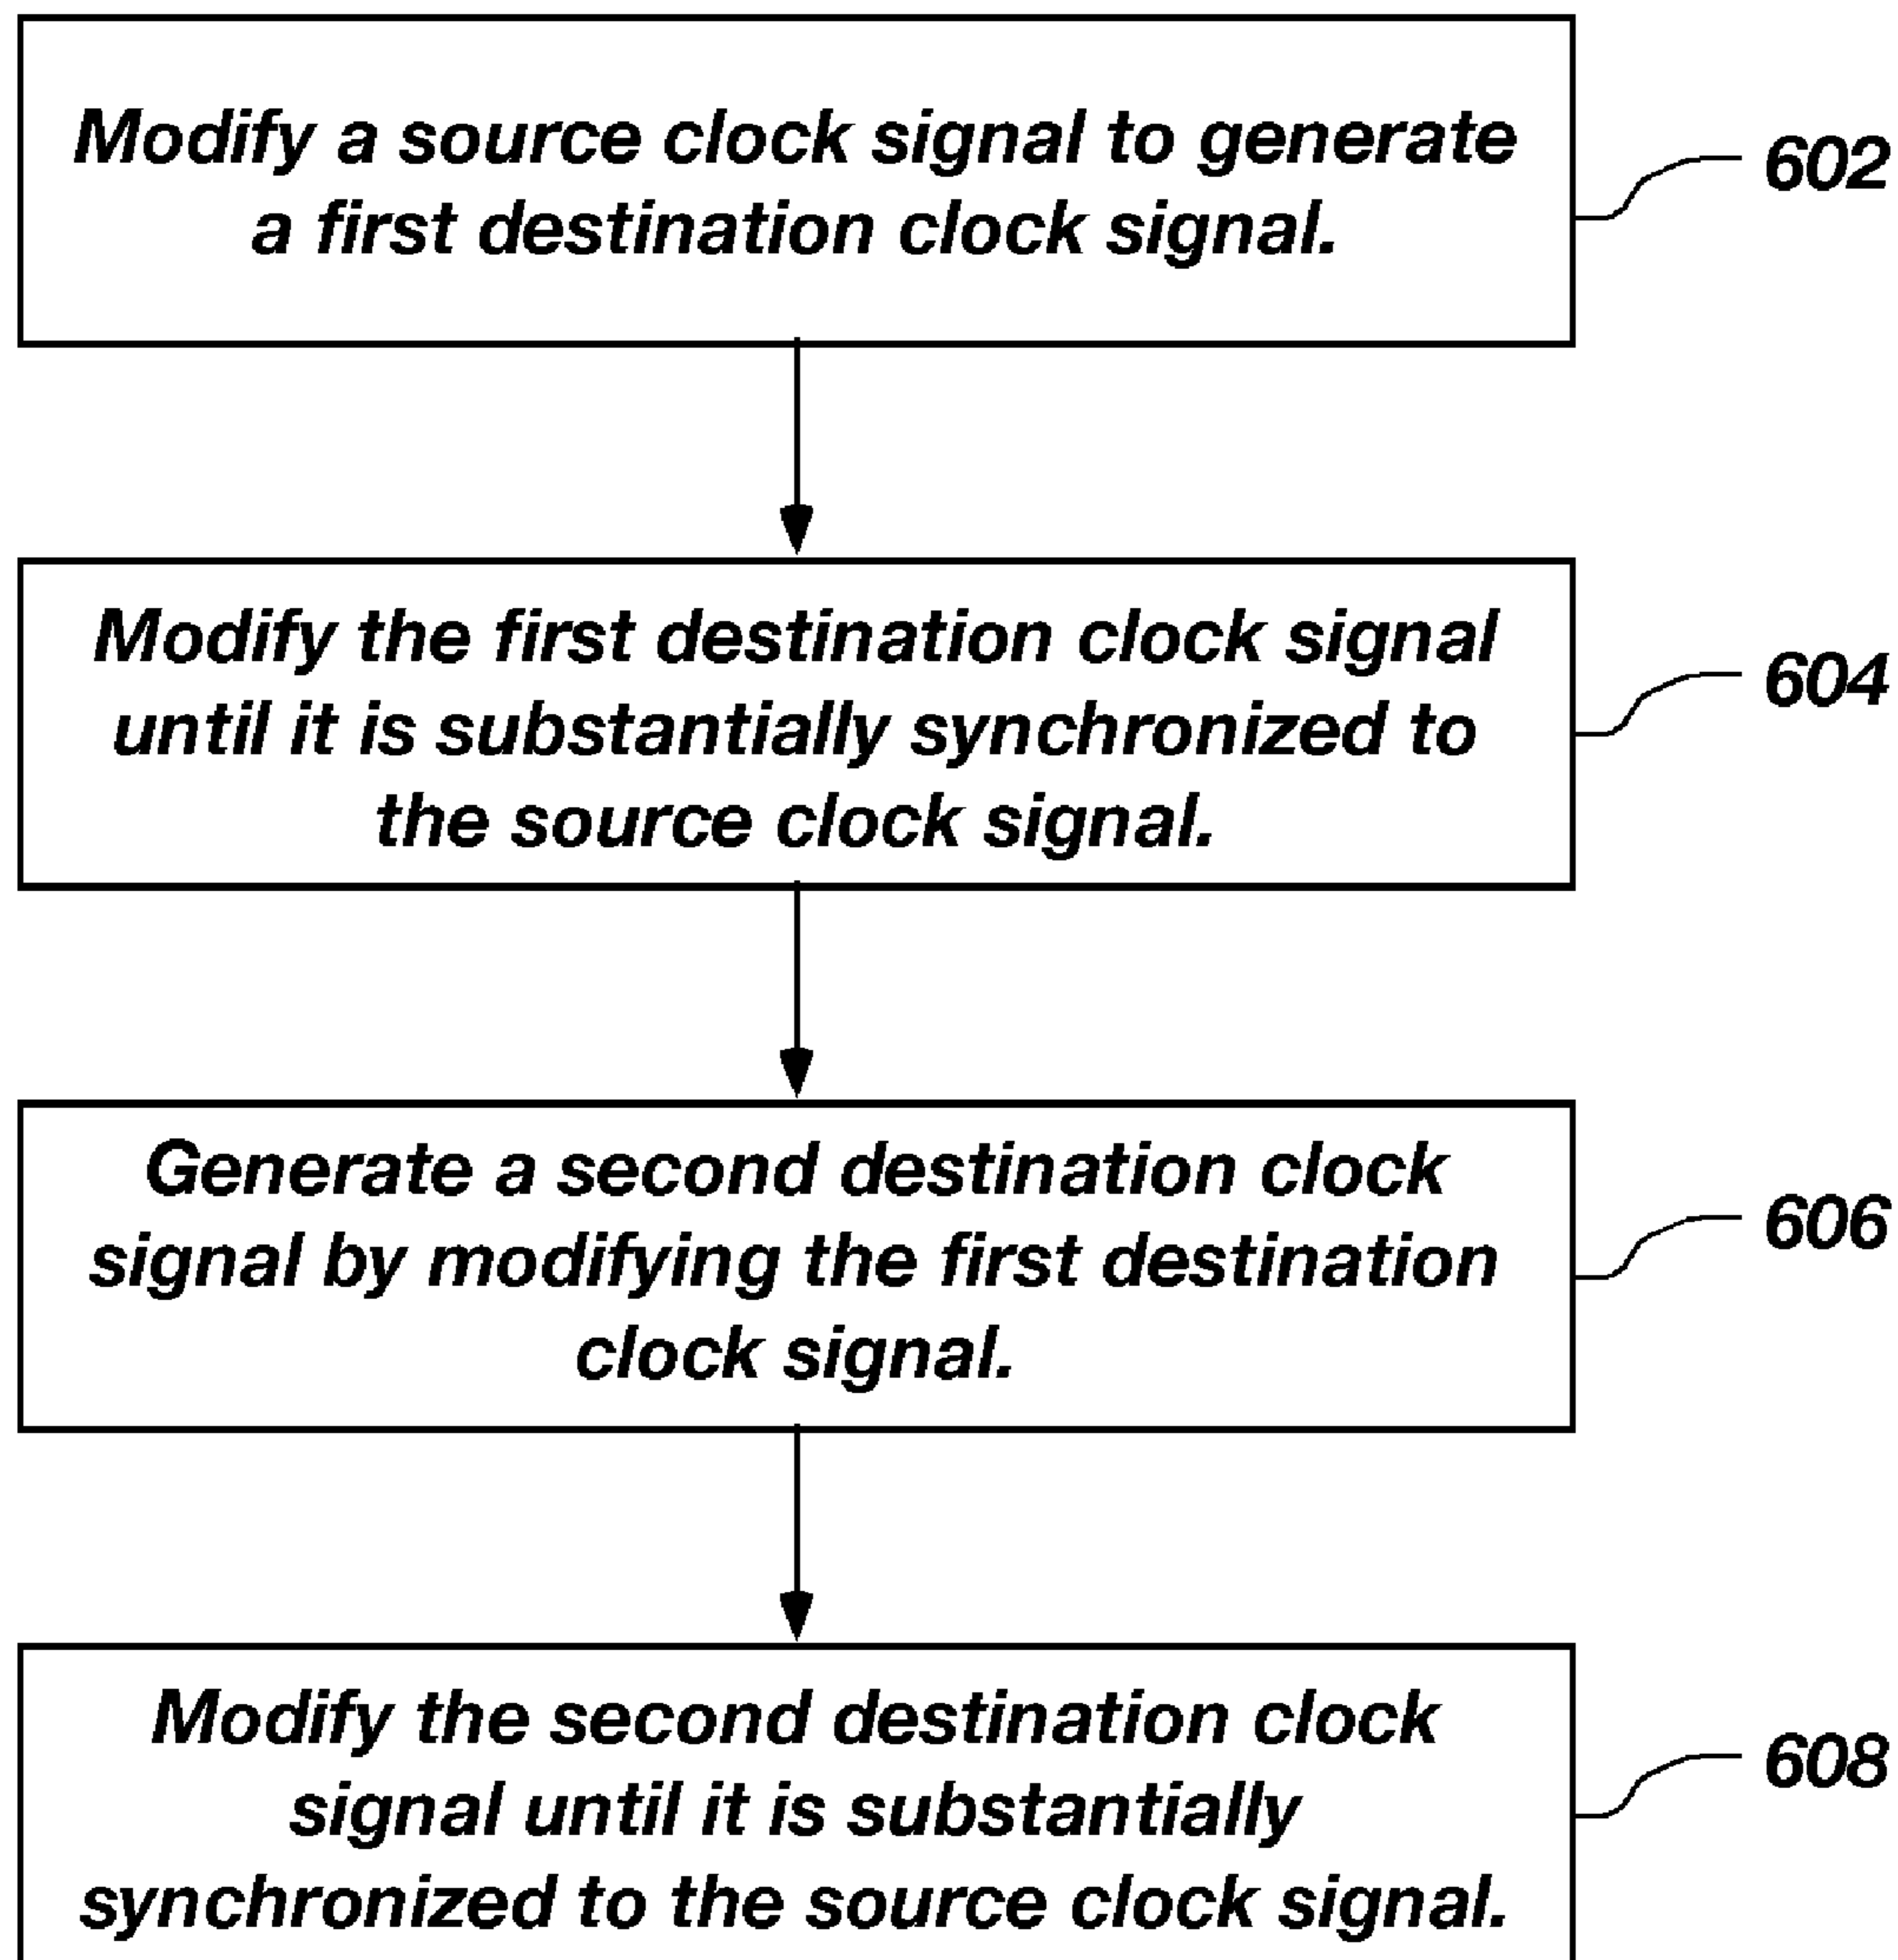 Modify a source clock signal to generate
a first destination clock signal.
602
Modify the first destination clock signal
until it is substantially synchronized to
the source clock signal.
604
Generate a second destination clock
signal by modifying the first destination
clock signal.
606
Modify the second destination clock
signal until it is substantially
synchronized to the source clock signal.
608